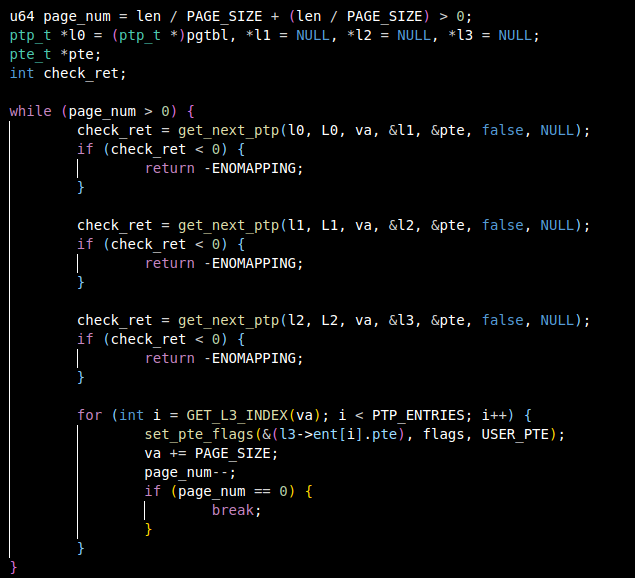 u64 page_num = len / PAGE_SIZE + (len / PAGE_SIZE) > 0;
ptp_t *l0 = (ptp_t *)pgtbl, *l1 = NULL, *l2 = NULL, *l3 = NULL;
pte_t *pte;
int check_ret;

while (page_num > 0) {
        check_ret = get_next_ptp(l0, L0, va, &l1, &pte, false, NULL);
        if (check_ret < 0) {
                return -ENOMAPPING;
        }

        check_ret = get_next_ptp(l1, L1, va, &l2, &pte, false, NULL);
        if (check_ret < 0) {
                return -ENOMAPPING;
        }

        check_ret = get_next_ptp(l2, L2, va, &l3, &pte, false, NULL);
        if (check_ret < 0) {
                return -ENOMAPPING;
        }

        for (int i = GET_L3_INDEX(va); i < PTP_ENTRIES; i++) {
                set_pte_flags(&(l3->ent[i].pte), flags, USER_PTE);
                va += PAGE_SIZE;
                page_num--;
                if (page_num == 0) {
                        break;
                }
        }
}